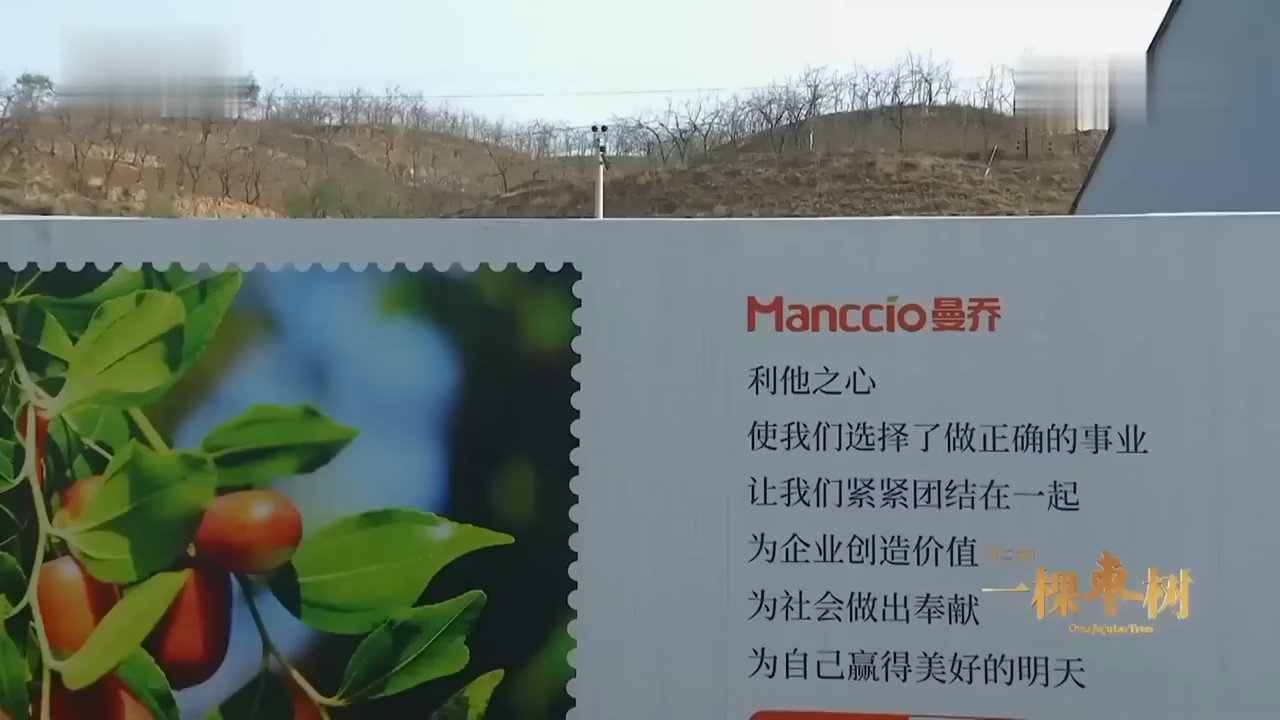 Manccio曼乔
利他之心
使我们选择了做正确的事业
让我们紧紧团结在一起
为企业创造价值
为社会做出奉献
为自己赢得美好的明天
一棵枣树